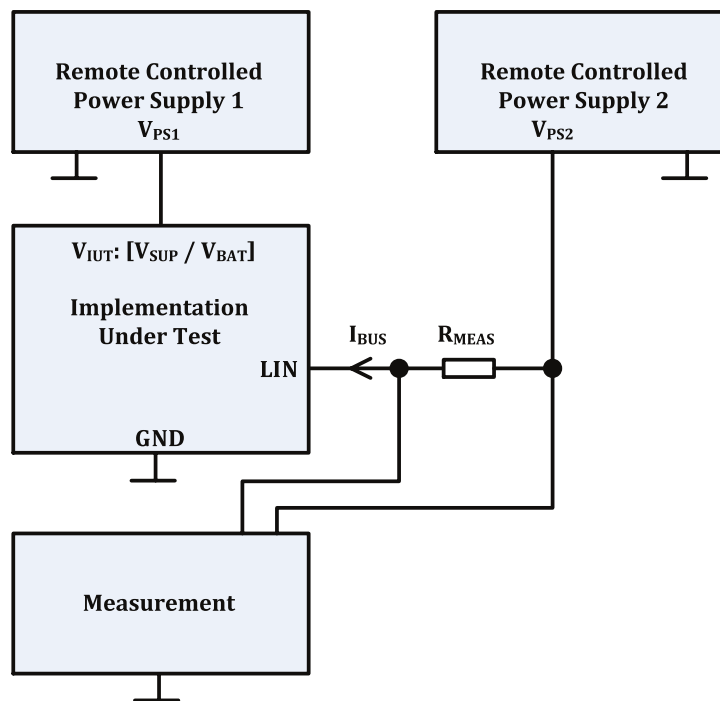 Remote Controlled
Power Supply 1
VPS1
Remote Controlled
Power Supply 2
VPS2
VIUT: [VSUP / VBAT]
Implementation
Under Test
IBUS
RMEAS
LIN
GND
Measurement